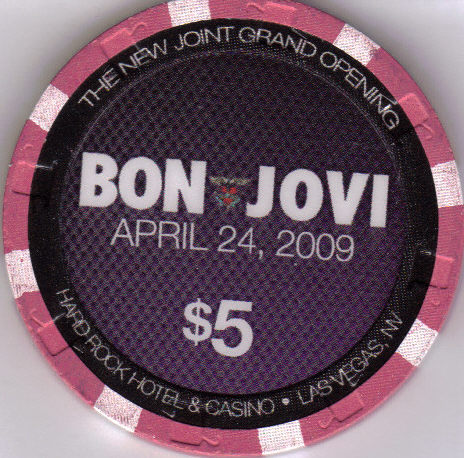 THE NEW JOINT GRAND OPENING
BON JOVI
APRIL 24, 2009
$5
HARD ROCK HOTEL & CASINO • LAS VEGAS, NV